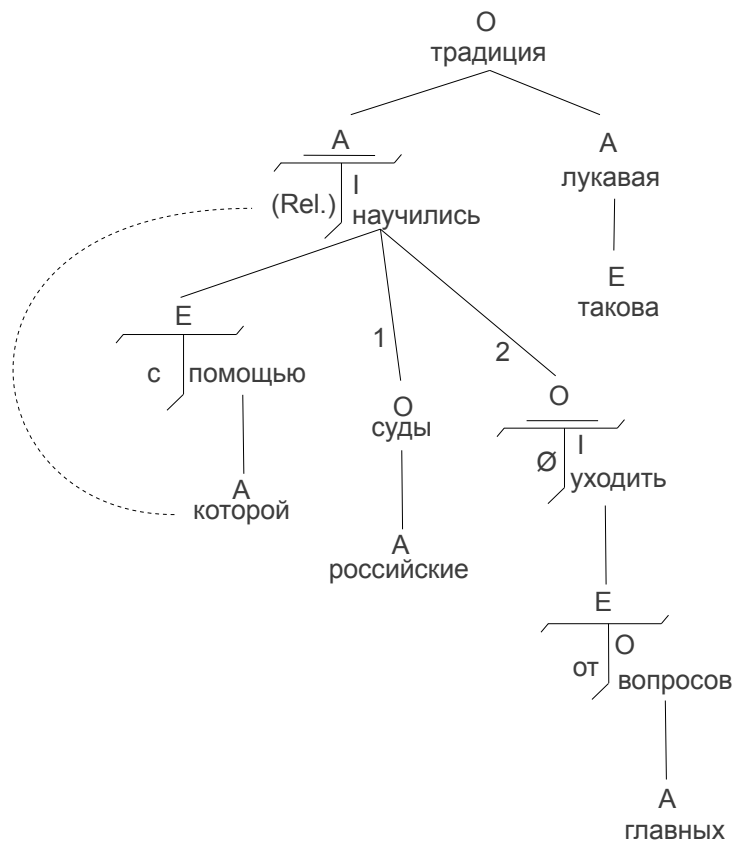 О
традиция
А
А
лукавая
(Rel.)
I
научились
Е
такова
Е
1
2
с
помощью
О
суды
О
Ø
I
уходить
А
которой
А
российские
Е
от
О
вопросов
А
главных